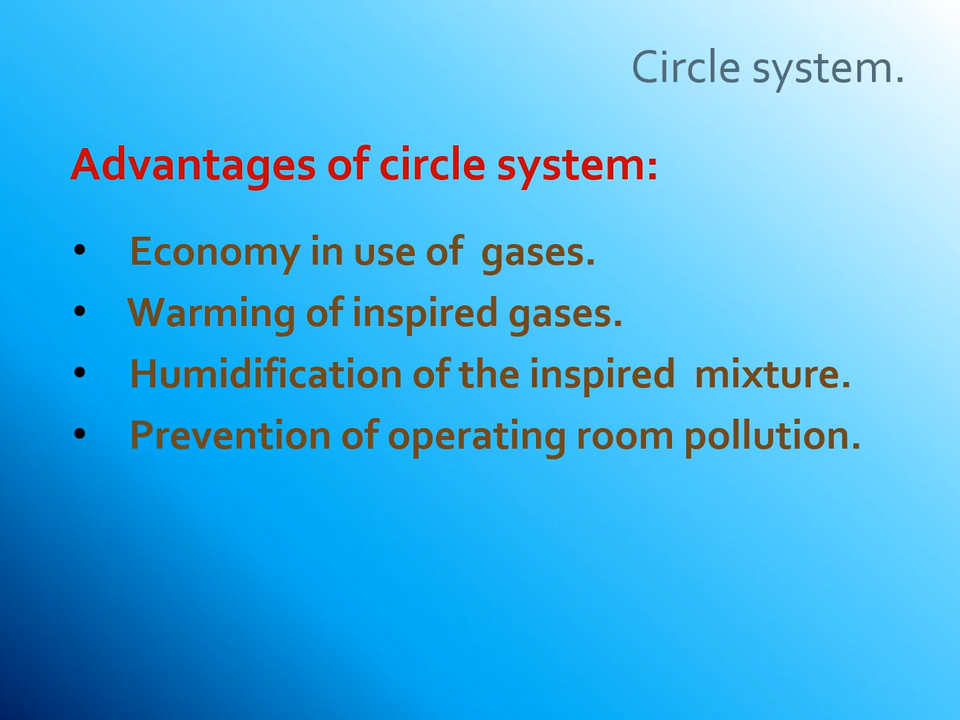 Circle system.
Advantages of circle system:
• Economy in use of gases.
• Warming of inspired gases.
• Humidification of the inspired mixture.
• Prevention of operating room pollution.